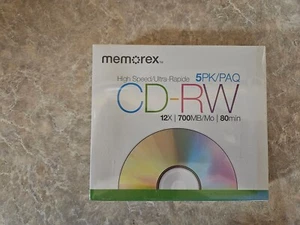 memorex
High Speed/Ultra-Rapide 5PK/PAQ
CD-RW
12X | 700MB/Mo | 80min